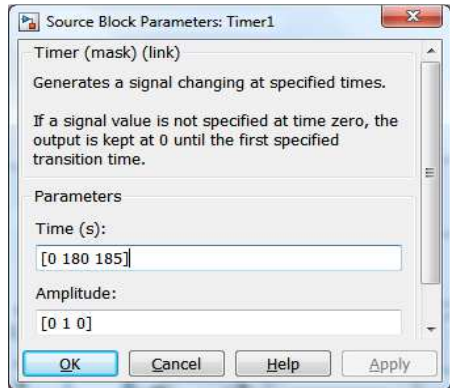 Source Block Parameters: Timer1
Timer (mask) (link)
Generates a signal changing at specified times.
If a signal value is not specified at time zero, the
output is kept at 0 until the first specified
transition time.
Parameters
Time (s):
[0 180 185]
Amplitude:
[0 1 0]
OK Cancel Help Apply